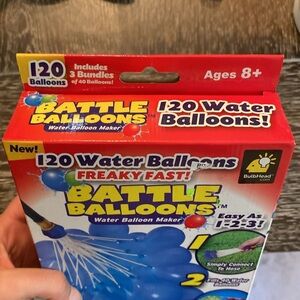 120
Balloons
Includes
3 Bundles
of 40 Balloons!
Ages 8+
BATTLE
BALLOONS™
Water Balloon Maker
120 Water
Balloons!
New!
120 Water Balloons
FREAKY FAST!
BATTLE
BALLOONS™
Water Balloon Maker
BulbHead
Easy As
1-2-3!
1
Simply Connect
To Hose
2